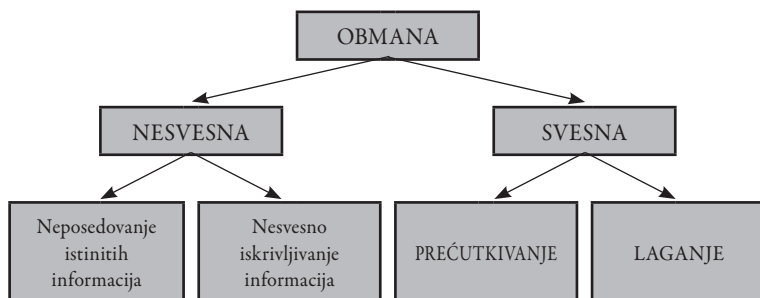 OBMANA
NESVESNA
SVESNA
Neposedovanje
istinitih
informacija
Nesvesno
iskrivljivanje
informacija
PREĆUTKIVANJE
LAGANJE